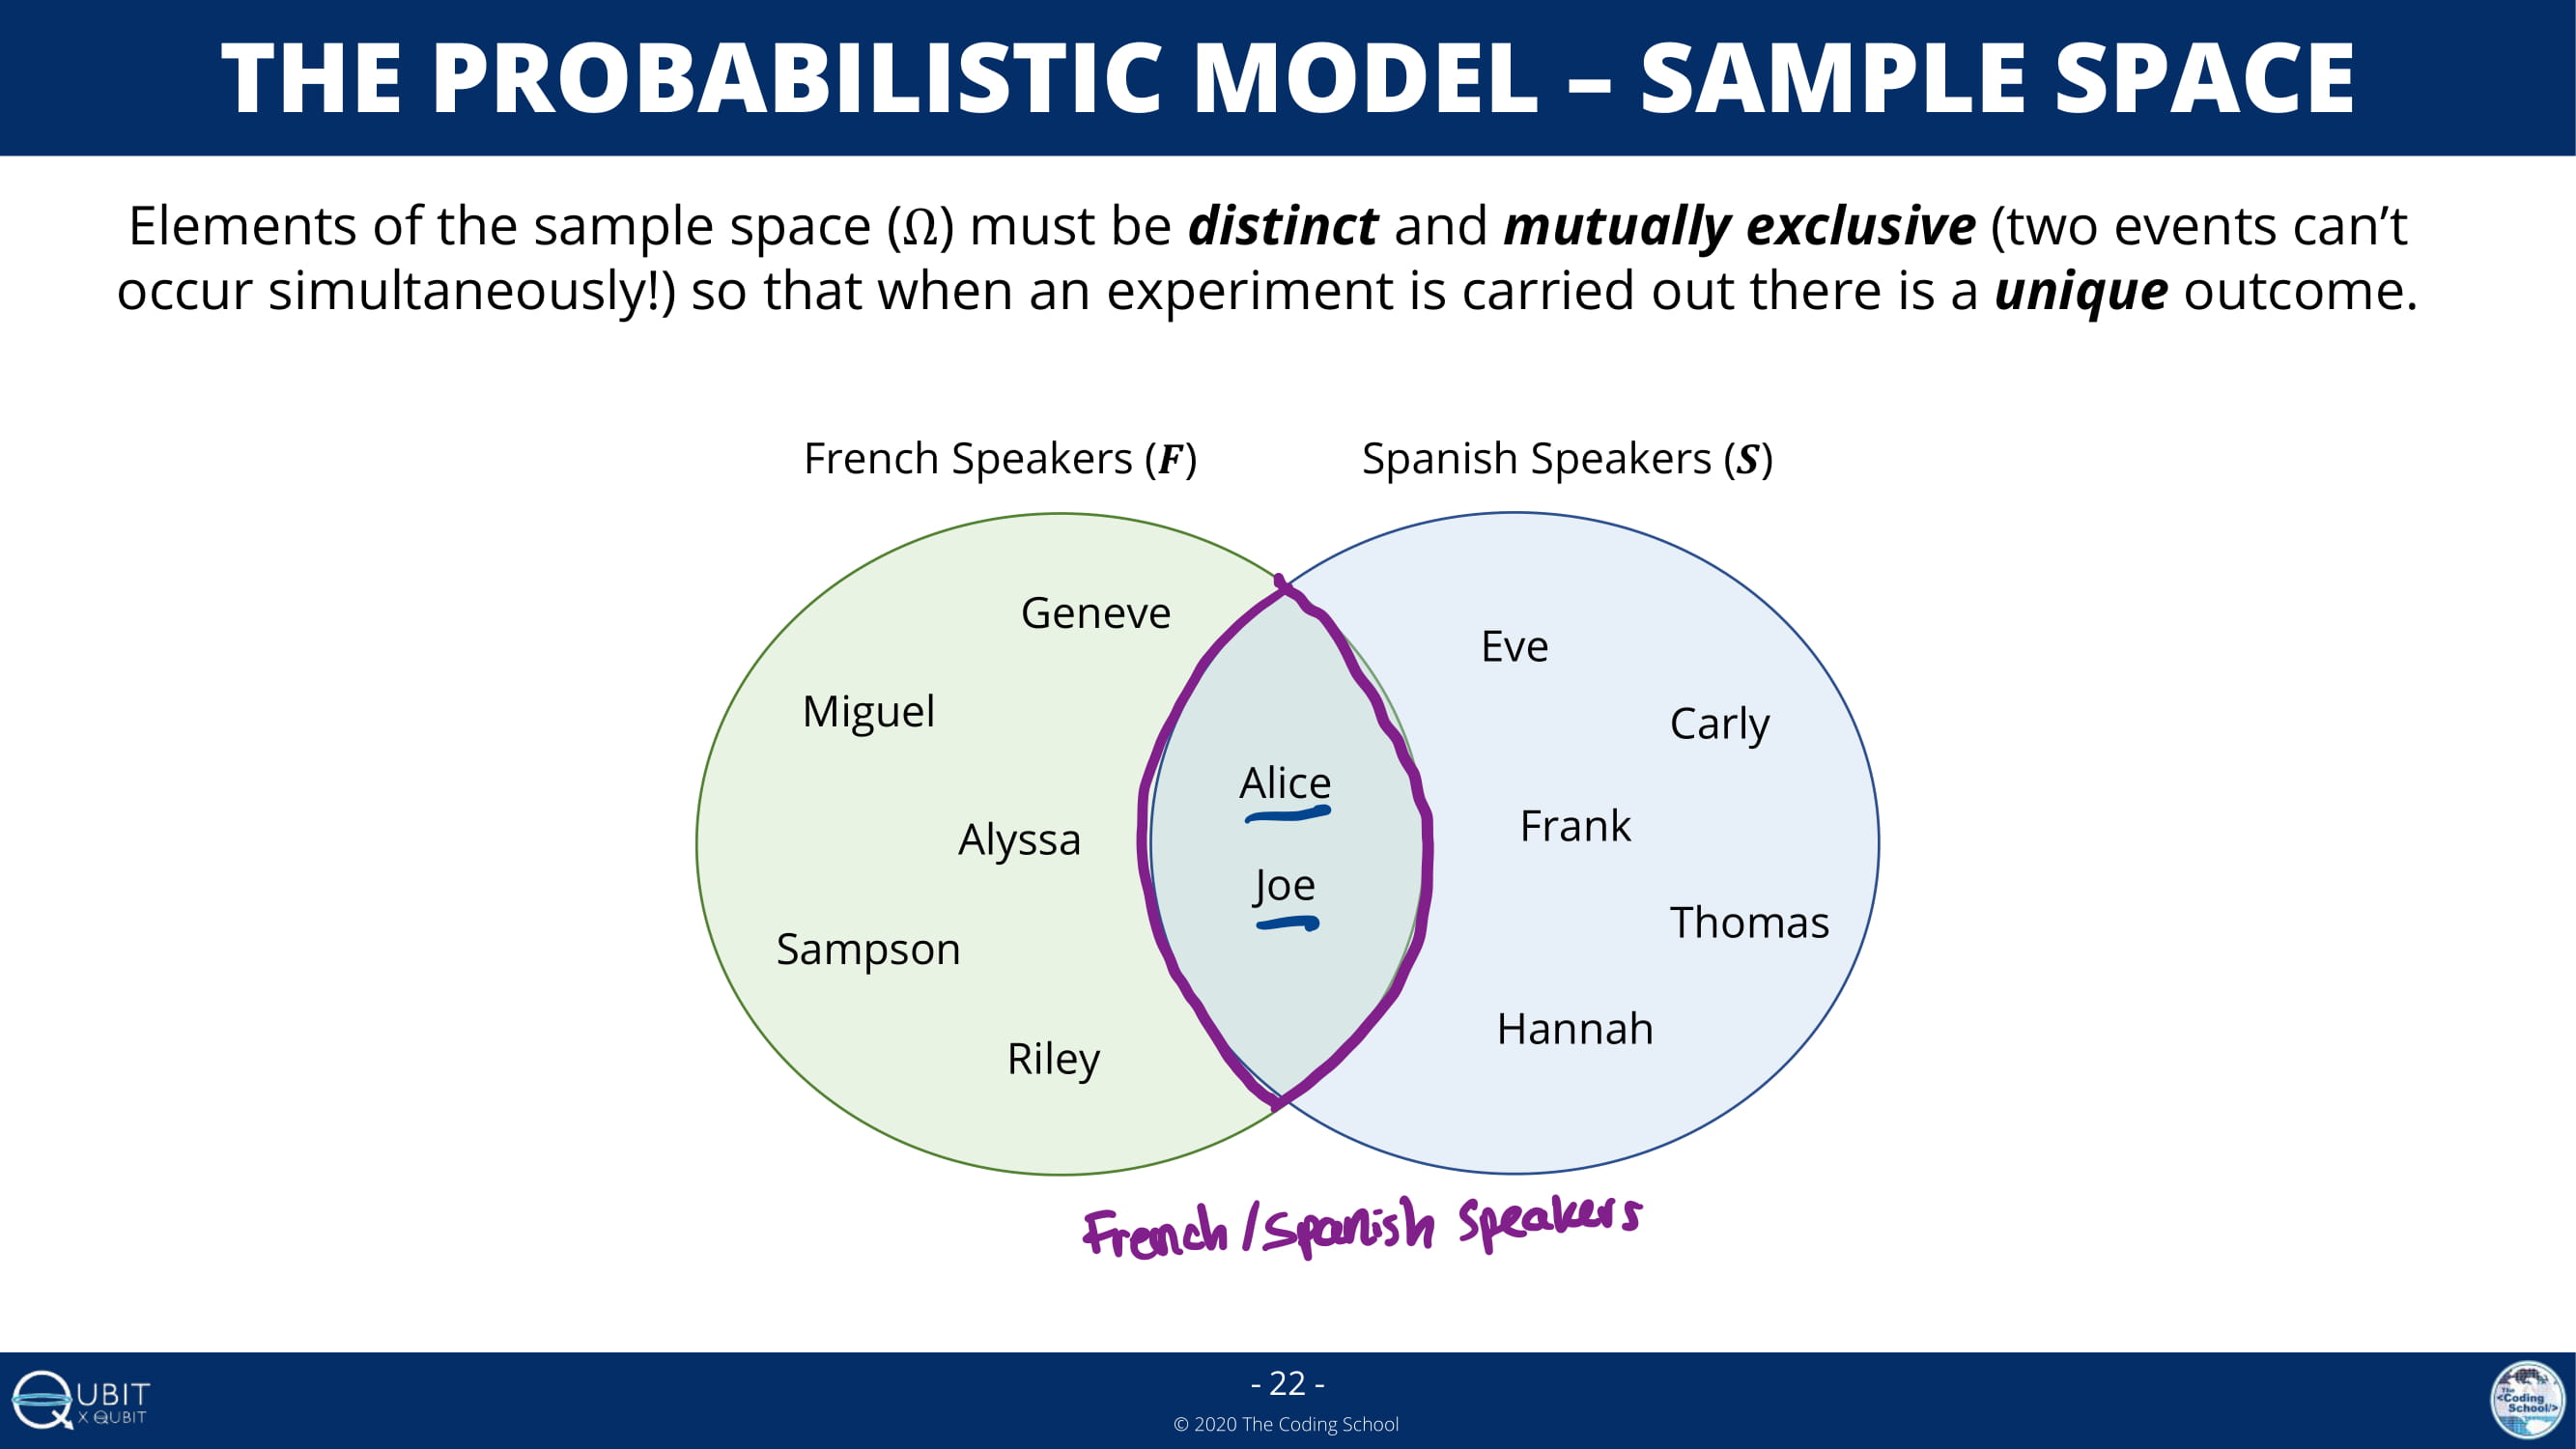 THE PROBABILISTIC MODEL – SAMPLE SPACE
Elements of the sample space (Ω) must be distinct and mutually exclusive (two events can’t
occur simultaneously!) so that when an experiment is carried out there is a unique outcome.
French Speakers (F)
Spanish Speakers (S)
Geneve
Eve
Miguel
Carly
Alice
Frank
Alyssa
Joe
Thomas
Sampson
Hannah
Riley
French/Spanish Speakers
QUBIT
X QUBIT
- 22 -
© 2020 The Coding School
The
<Coding
School/>